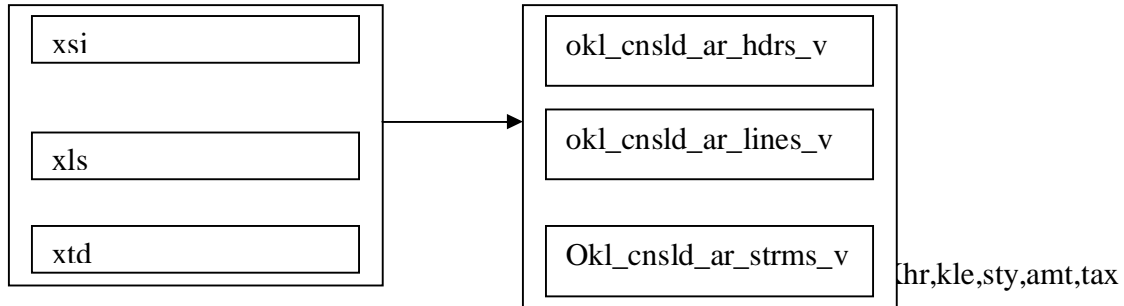 xsi
xls
xtd
okl_cnsld_ar_hdrs_v
okl_cnsld_ar_lines_v
Okl_cnsld_ar_strms_v
hr,kle,sty,amt,tax